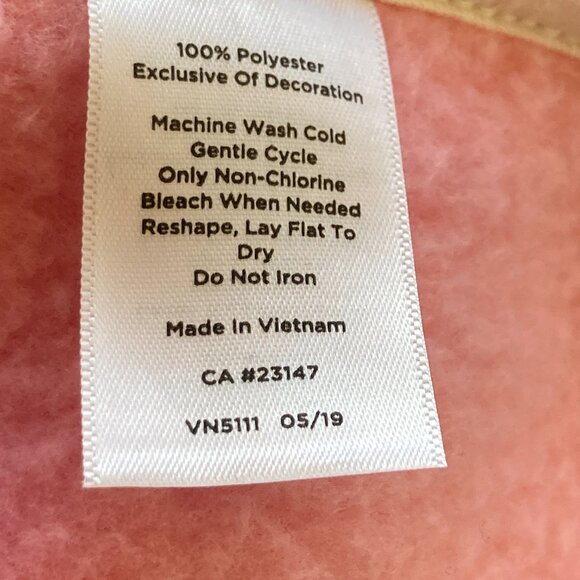 100% Polyester
Exclusive Of Decoration
Machine Wash Cold
Gentle Cycle
Only Non-Chlorine
Bleach When Needed
Reshape, Lay Flat To
Dry
Do Not Iron
Made In Vietnam
CA #23147
VN5111 05/19